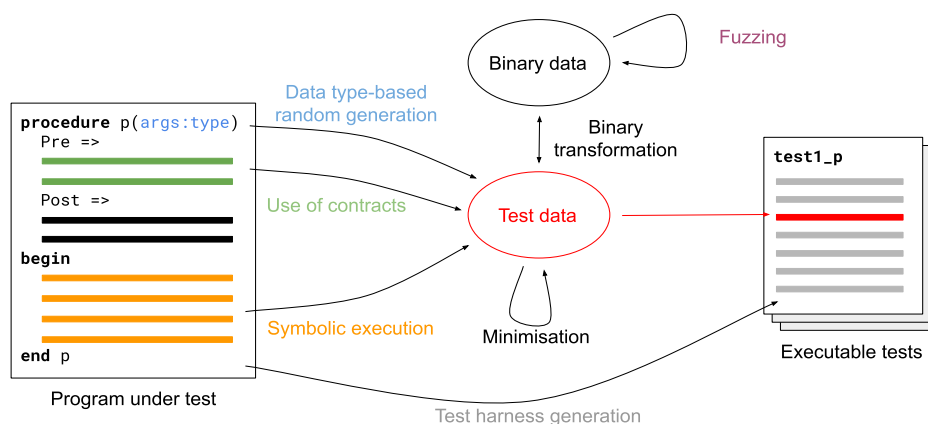 Fuzzing
Binary data
Data type-based
random generation
procedure p(args:type)
Pre =>
Post =>
begin
end p
Program under test
Use of contracts
Symbolic execution
Binary
transformation
Test data
Minimisation
test1_p
Executable tests
Test harness generation